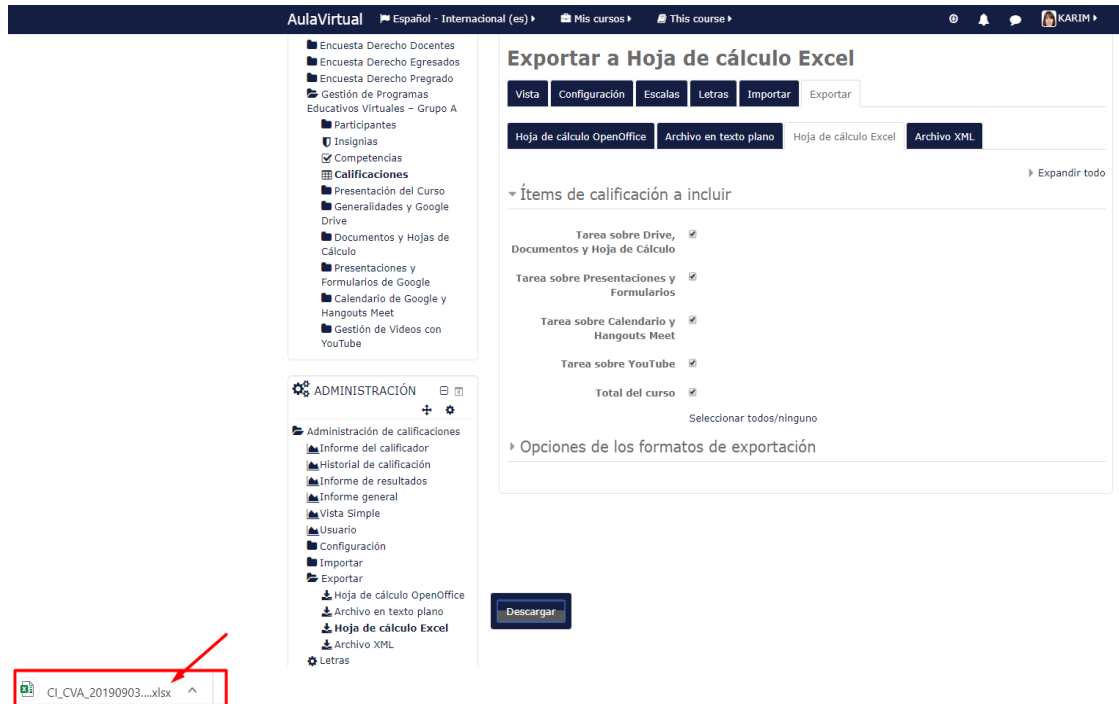 AulaVirtual Español - Internacional (es) Mis cursos This course KARIM
Encuesta Derecho Docentes
Encuesta Derecho Egresados
Encuesta Derecho Pregrado
Gestión de Programas
Educativos Virtuales – Grupo A
Participantes
Insignias
Competencias
Calificaciones
Presentación del Curso
Generalidades y Google
Drive
Documentos y Hojas de
Cálculo
Presentaciones y
Formularios de Google
Calendario de Google y
Hangouts Meet
Gestión de Videos con
YouTube
ADMINISTRACIÓN
Administración de calificaciones
Informe del calificador
Historial de calificación
Informe de resultados
Informe general
Vista Simple
Usuario
Configuración
Importar
Exportar
Hoja de cálculo OpenOffice
Archivo en texto plano
Hoja de cálculo Excel
Archivo XML
Letras
Exportar a Hoja de cálculo Excel
Vista Configuración Escalas Letras Importar Exportar
Hoja de cálculo OpenOffice Archivo en texto plano Hoja de cálculo Excel Archivo XML
Expandir todo
Ítems de calificación a incluir
Tarea sobre Drive,
Documentos y Hoja de Cálculo
Tarea sobre Presentaciones y
Formularios
Tarea sobre Calendario y
Hangouts Meet
Tarea sobre YouTube
Total del curso
Seleccionar todos/ninguno
Opciones de los formatos de exportación
Descargar
CI_CVA_20190903....xlsx